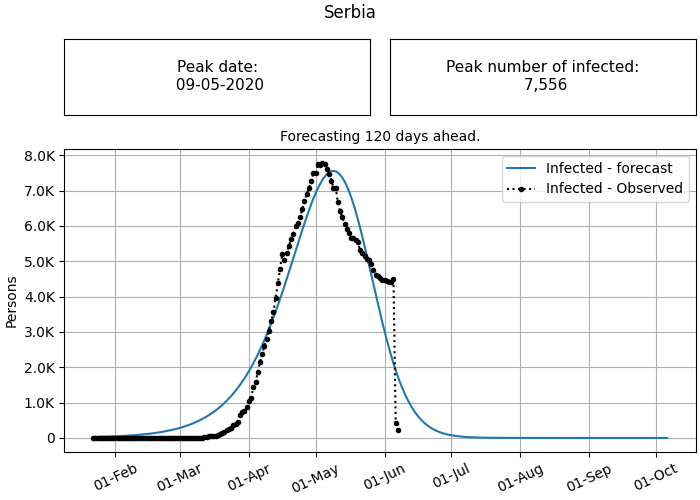 Serbia
Peak date:
09-05-2020
Peak number of infected:
7,556
Forecasting 120 days ahead.
8.0K
7.0K
6.0K
5.0K
4.0K
3.0K
2.0K
1.0K
0
Persons
Infected - forecast
Infected - Observed
01-Feb
01-Mar
01-Apr
01-May
01-Jun
01-Jul
01-Aug
01-Sep
01-Oct